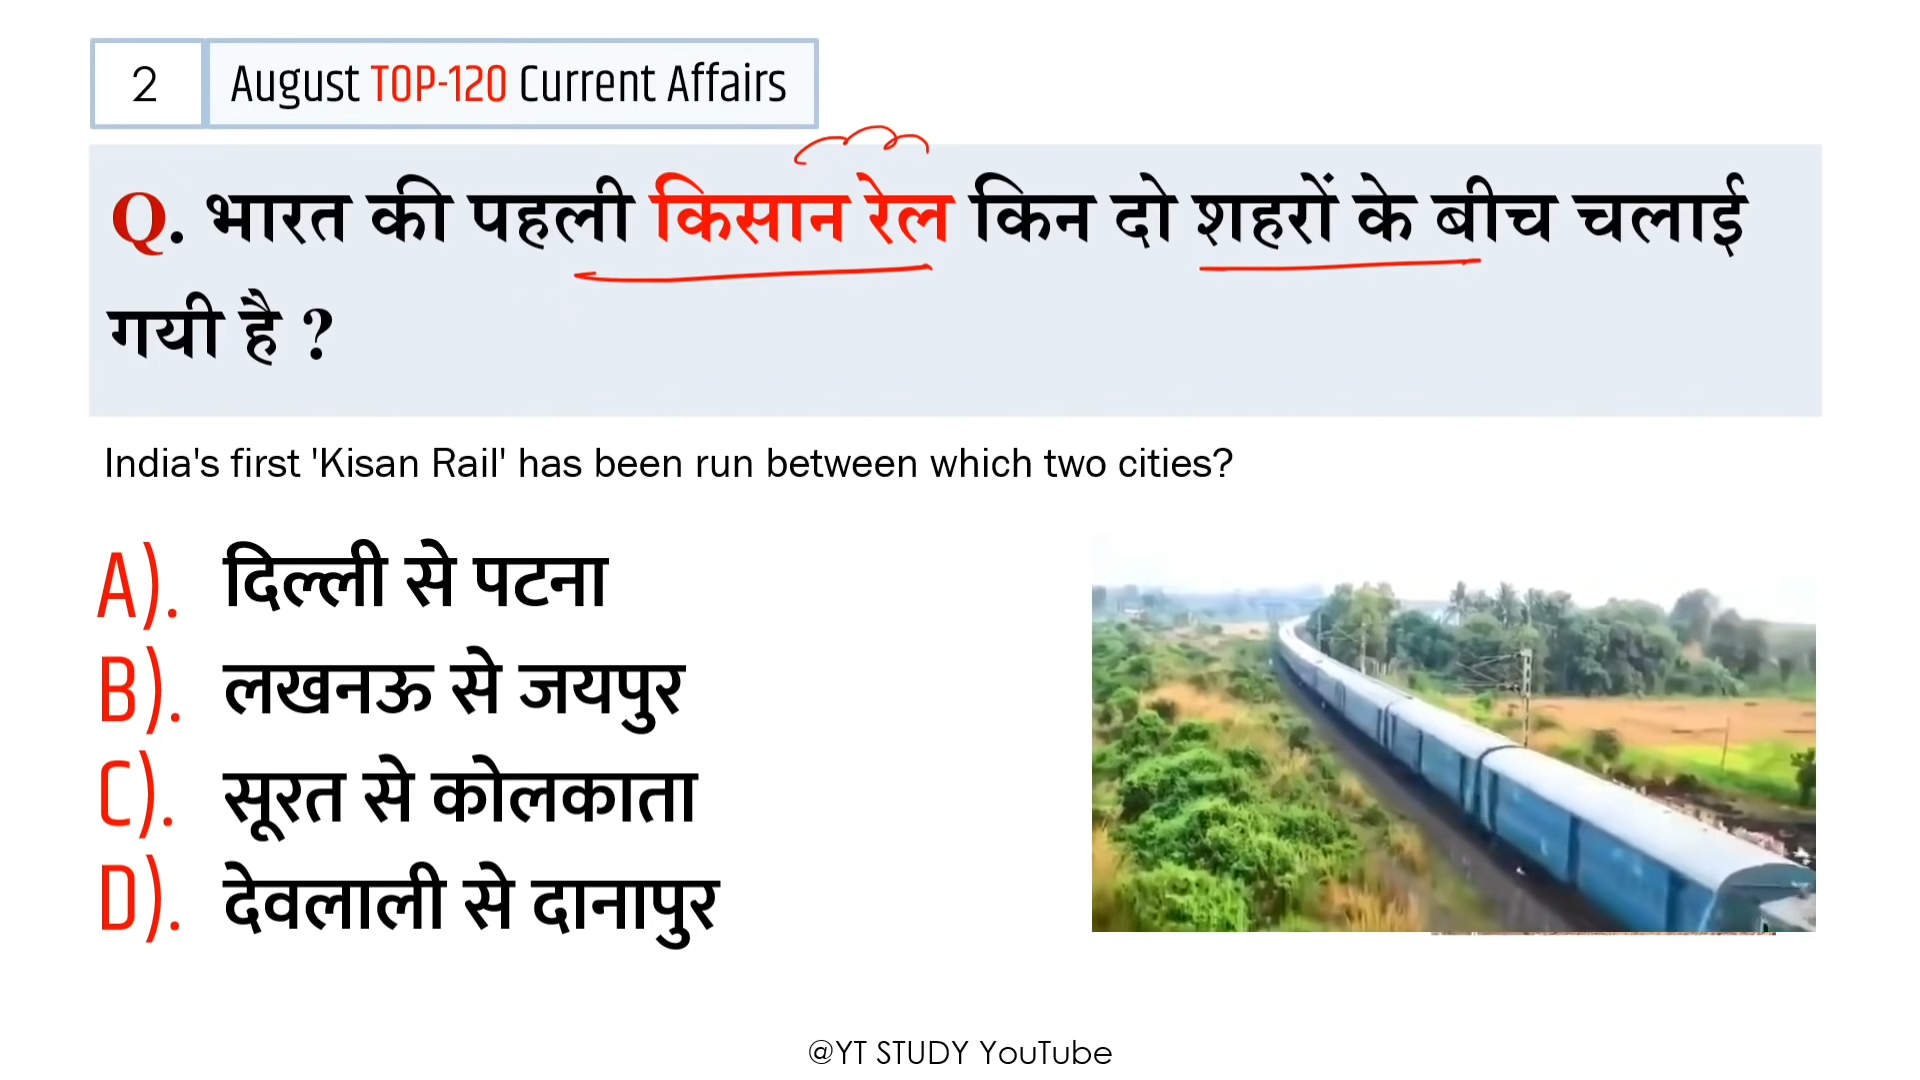 2
August TOP-120 Current Affairs
Q. भारत की पहली किसान रेल किन दो शहरों के बीच चलाई
गयी है ?
India's first 'Kisan Rail' has been run between which two cities?
A). दिल्ली से पटना
B). लखनऊ से जयपुर
C). सूरत से कोलकाता
D). देवलाली से दानापुर
@YT STUDY YouTube